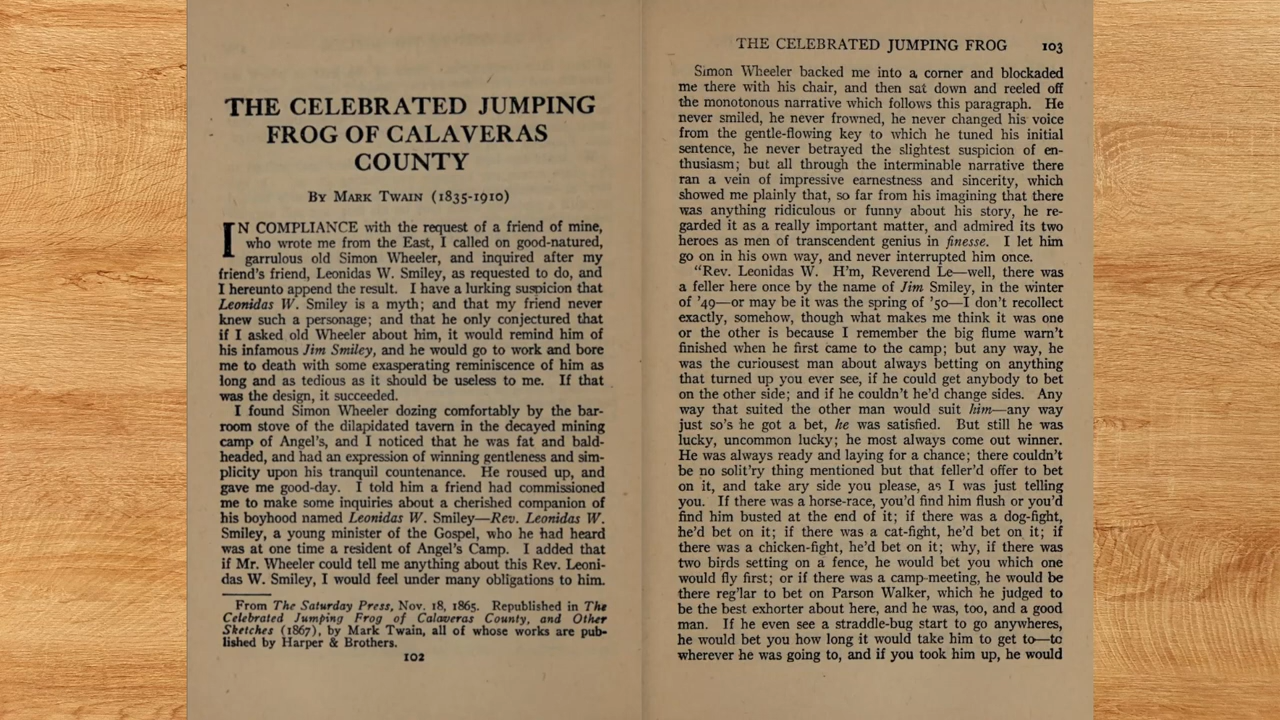 THE CELEBRATED JUMPING
FROG OF CALAVERAS
COUNTY
By Mark Twain (1835-1910)
IN COMPLIANCE with the request of a friend of mine,
who wrote me from the East, I called on good-natured,
garrulous old Simon Wheeler, and inquired after my
friend's friend, Leonidas W. Smiley, as requested to do, and
I hereunto append the result. I have a lurking suspicion that
Leonidas W. Smiley is a myth; and that my friend never
knew such a personage; and that he only conjectured that
if I asked old Wheeler about him, it would remind him of
his infamous Jim Smiley, and he would go to work and bore
me to death with some exasperating reminiscence of him as
long and as tedious as it should be useless to me. If that
was the design, it succeeded.
I found Simon Wheeler dozing comfortably by the bar-
room stove of the dilapidated tavern in the decayed mining
camp of Angel's, and I noticed that he was fat and bald-
headed, and had an expression of winning gentleness and sim-
plicity upon his tranquil countenance. He roused up, and
gave me good-day. I told him a friend had commissioned
me to make some inquiries about a cherished companion of
his boyhood named Leonidas W. Smiley—Rev. Leonidas W.
Smiley, a young minister of the Gospel, who he had heard
was at one time a resident of Angel's Camp. I added that
if Mr. Wheeler could tell me anything about this Rev. Leoni-
das W. Smiley, I would feel under many obligations to him.
From The Saturday Press, Nov. 18, 1865. Republished in The
Celebrated Jumping Frog of Calaveras County, and Other
Sketches (1867), by Mark Twain, all of whose works are pub-
lished by Harper & Brothers.
102
THE CELEBRATED JUMPING FROG 103
Simon Wheeler backed me into a corner and blockaded
me there with his chair, and then sat down and reeled off
the monotonous narrative which follows this paragraph. He
never smiled, he never frowned, he never changed his voice
from the gentle-flowing key to which he tuned his initial
sentence, he never betrayed the slightest suspicion of en-
thusiasm; but all through the interminable narrative there
ran a vein of impressive earnestness and sincerity, which
showed me plainly that, so far from his imagining that there
was anything ridiculous or funny about his story, he re-
garded it as a really important matter, and admired its two
heroes as men of transcendent genius in finesse. I let him
go on in his own way, and never interrupted him once.
"Rev. Leonidas W. H'm, Reverend Le—well, there was
a feller here once by the name of Jim Smiley, in the winter
of '49—or may be it was the spring of '50—I don't recollect
exactly, somehow, though what makes me think it was one
or the other is because I remember the big flume warn't
finished when he first came to the camp; but any way, he
was the curiousest man about always betting on anything
that turned up you ever see, if he could get anybody to bet
on the other side; and if he couldn't he'd change sides. Any
way that suited the other man would suit him—any way
just so's he got a bet, he was satisfied. But still he was
lucky, uncommon lucky; he most always come out winner.
He was always ready and laying for a chance; there couldn't
be no solit'ry thing mentioned but that feller'd offer to bet
on it, and take ary side you please, as I was just telling
you. If there was a horse-race, you'd find him flush or you'd
find him busted at the end of it; if there was a dog-fight,
he'd bet on it; if there was a cat-fight, he'd bet on it; if
there was a chicken-fight, he'd bet on it; why, if there was
two birds setting on a fence, he would bet you which one
would fly first; or if there was a camp-meeting, he would be
there reg'lar to bet on Parson Walker, which he judged to
be the best exhorter about here, and he was, too, and a good
man. If he even see a straddle-bug start to go anywheres,
he would bet you how long it would take him to get to—to
wherever he was going to, and if you took him up, he would